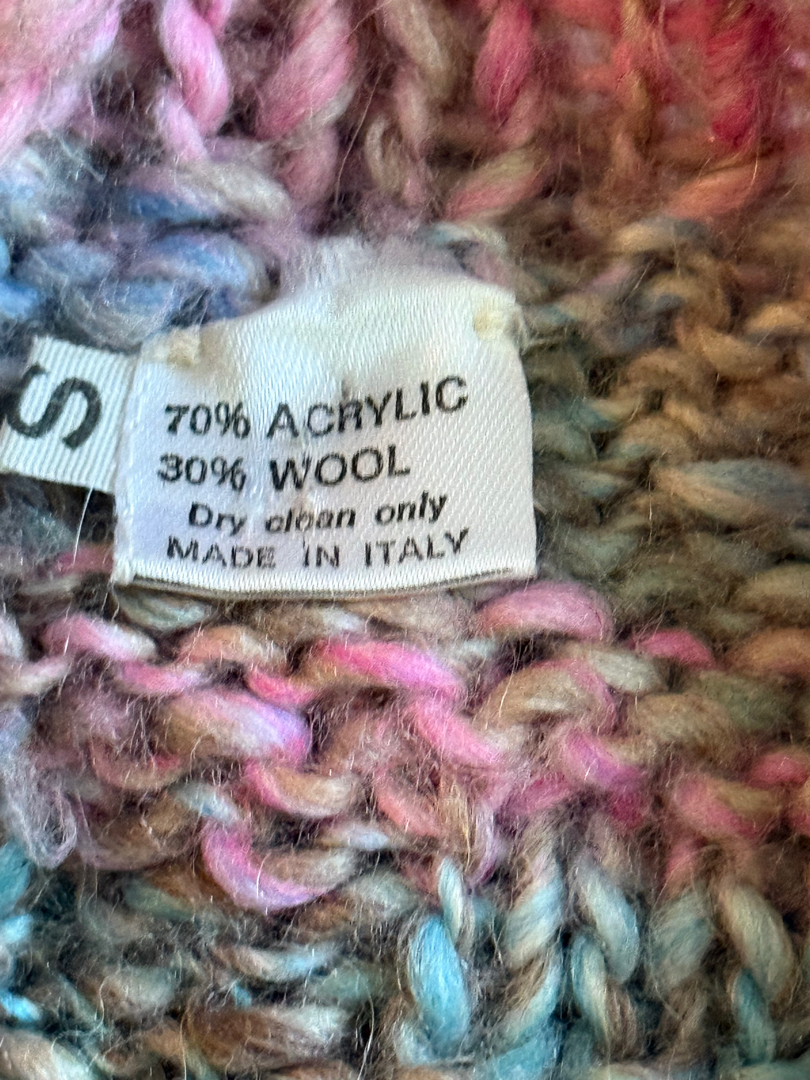 S
70% ACRYLIC
30% WOOL
Dry clean only
MADE IN ITALY